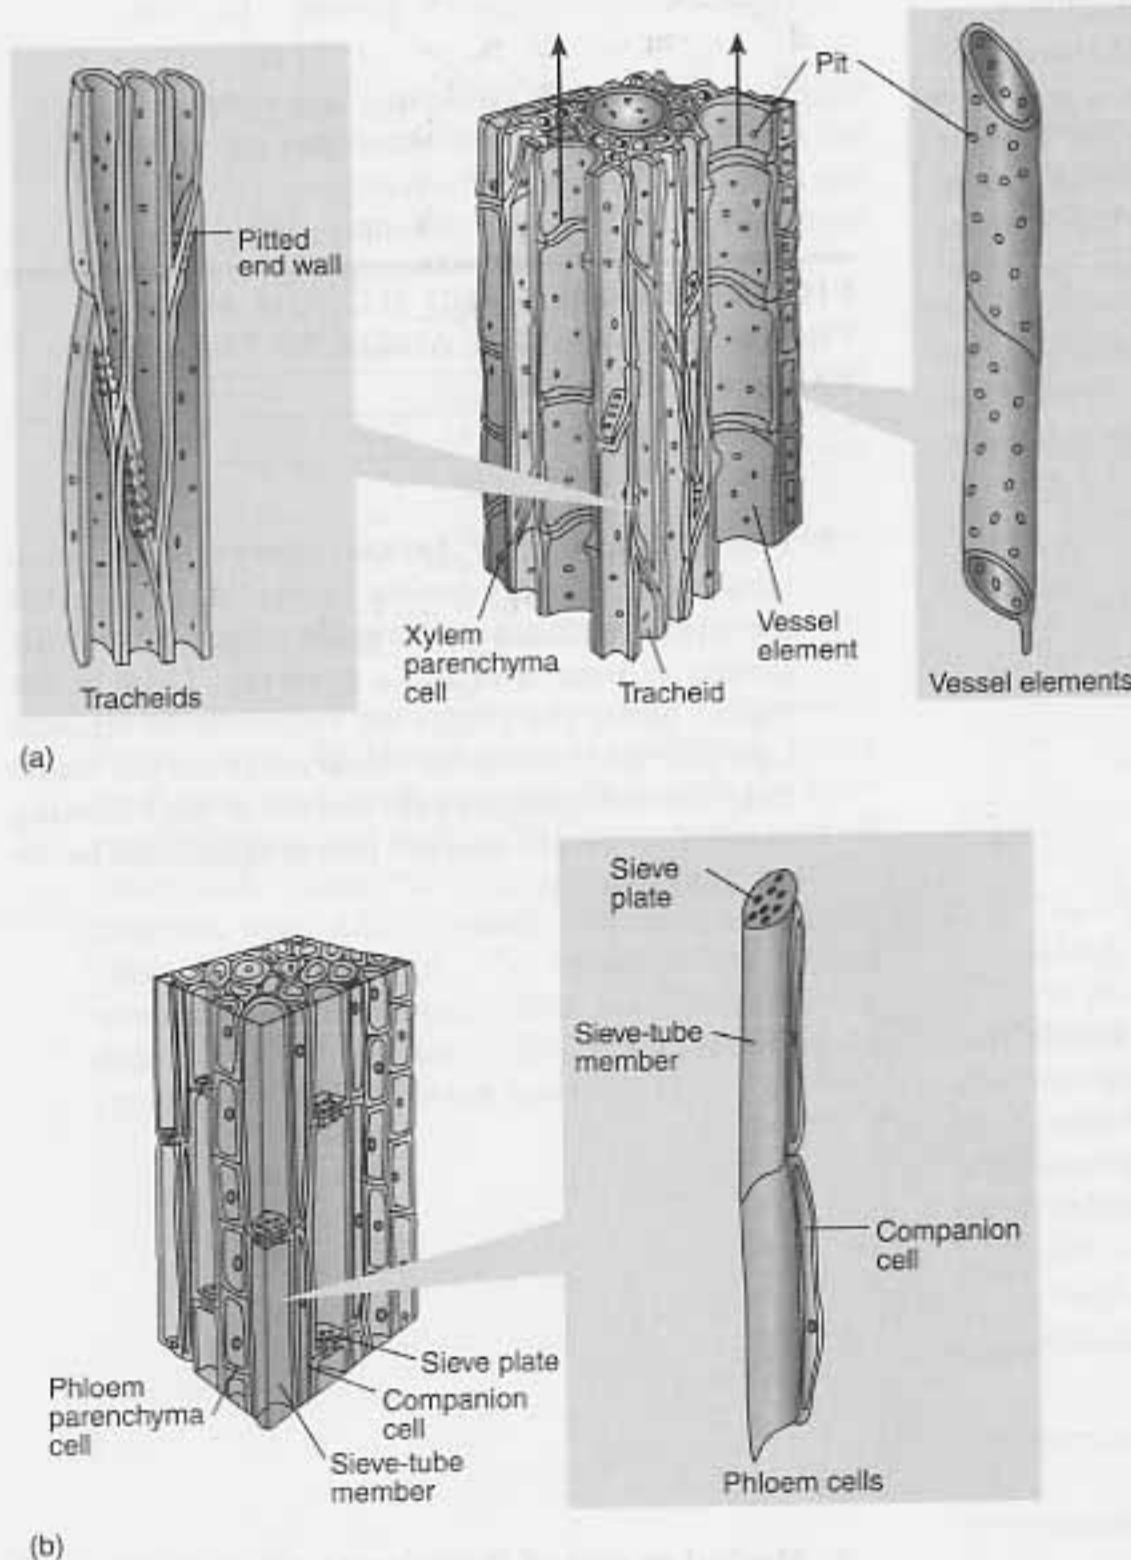 Pit
Pitted
end wall
Xylem
parenchyma
cell
Tracheid
Vessel
element
Tracheids
Vessel elements
(a)
Sieve
plate
Sieve-tube
member
Companion
cell
Sieve plate
Companion
cell
Phloem
parenchyma
cell
Sieve-tube
member
Phloem cells
(b)